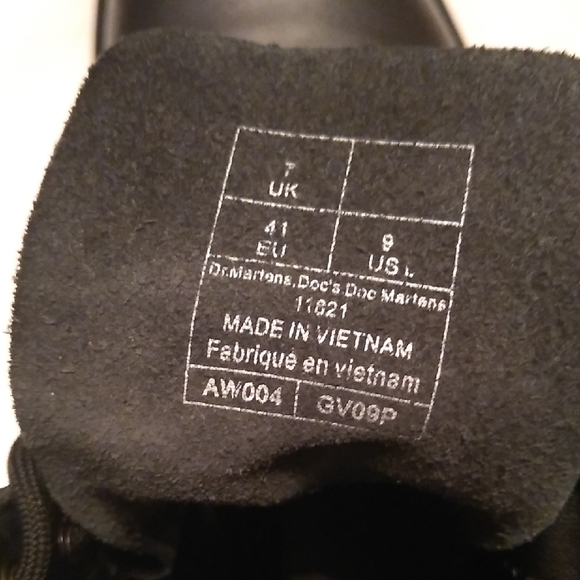 7
UK
41
EU
9
US L
Dr.Martens,Doc's,Doc Martens
11821
MADE IN VIETNAM
Fabriqué en vietnam
AW004
GV09P